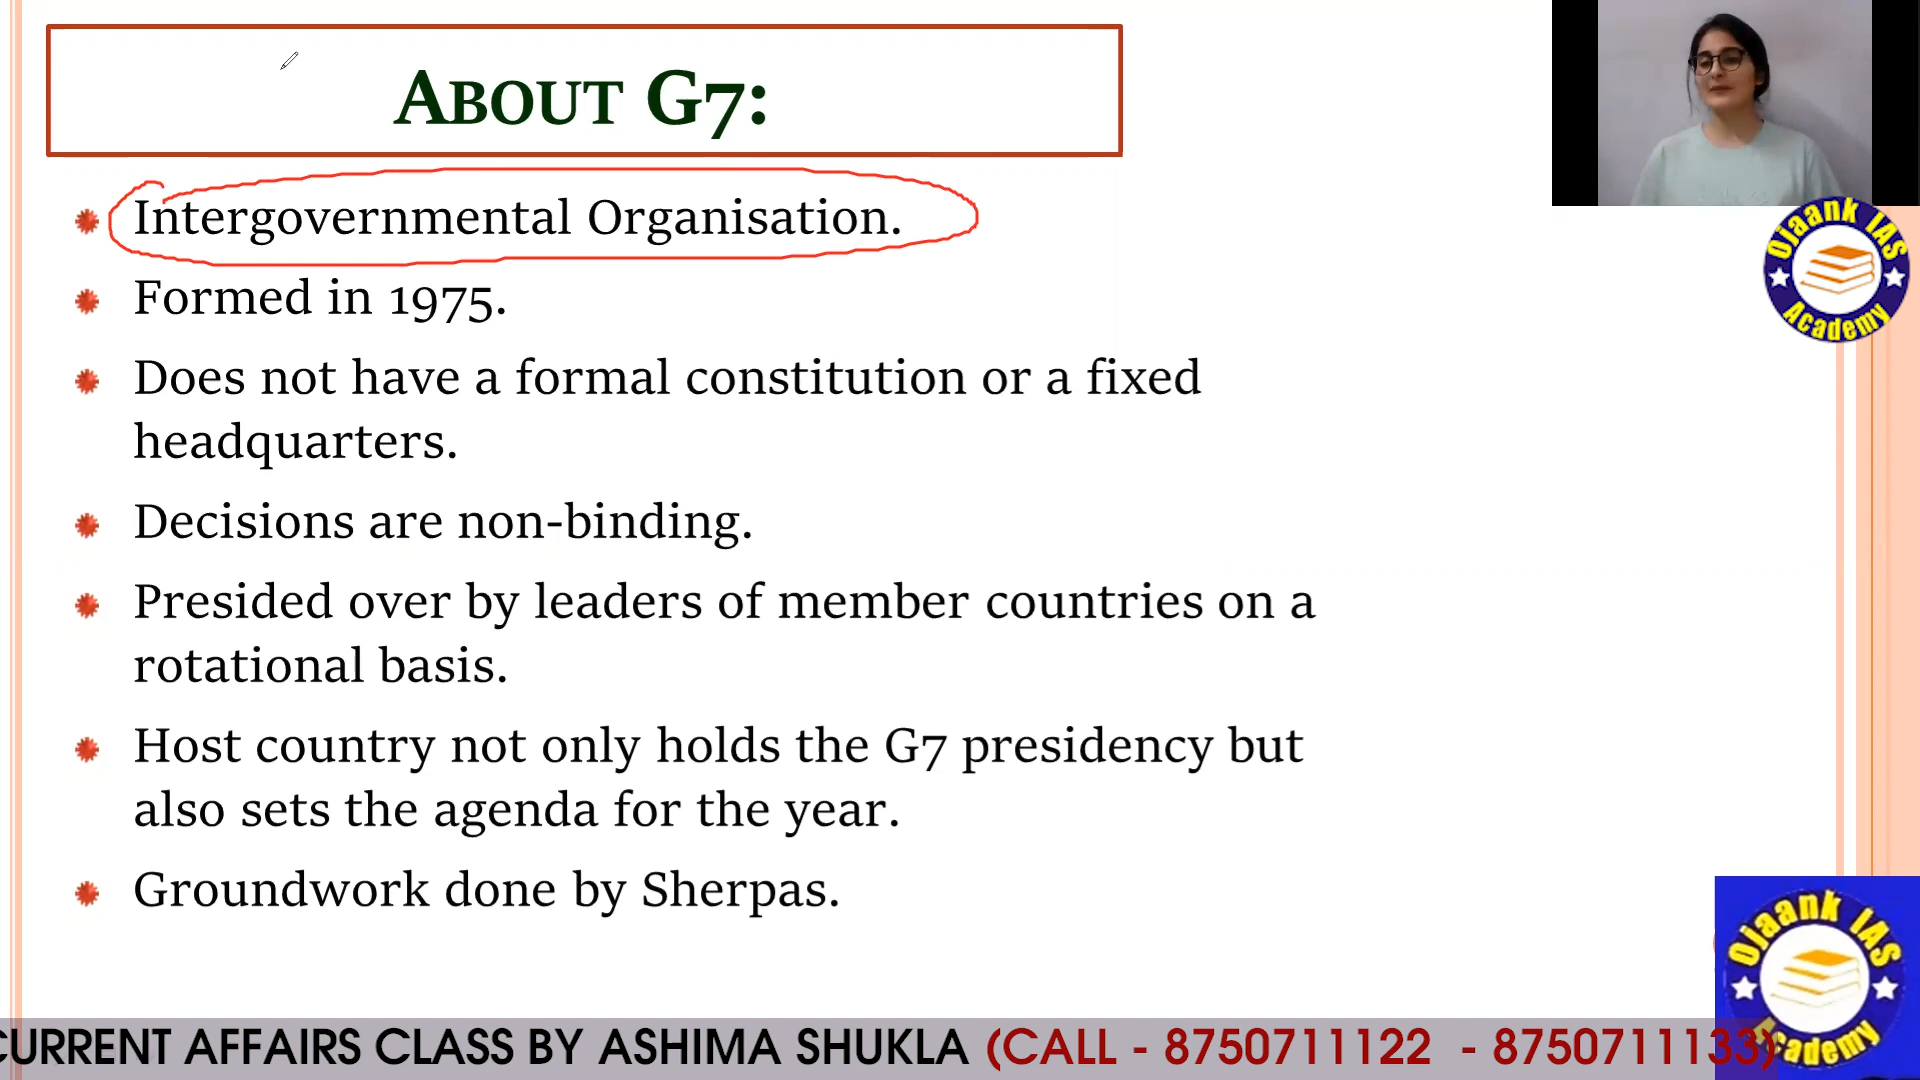 ABOUT G7:
Intergovernmental Organisation.
Formed in 1975.
Does not have a formal constitution or a fixed
headquarters.
Decisions are non-binding.
Presided over by leaders of member countries on a
rotational basis.
Host country not only holds the G7 presidency but
also sets the agenda for the year.
Groundwork done by Sherpas.
Ojaank IAS
Academy
Ojaank IAS
Academy
CURRENT AFFAIRS CLASS BY ASHIMA SHUKLA (CALL - 8750711122 - 8750711133)